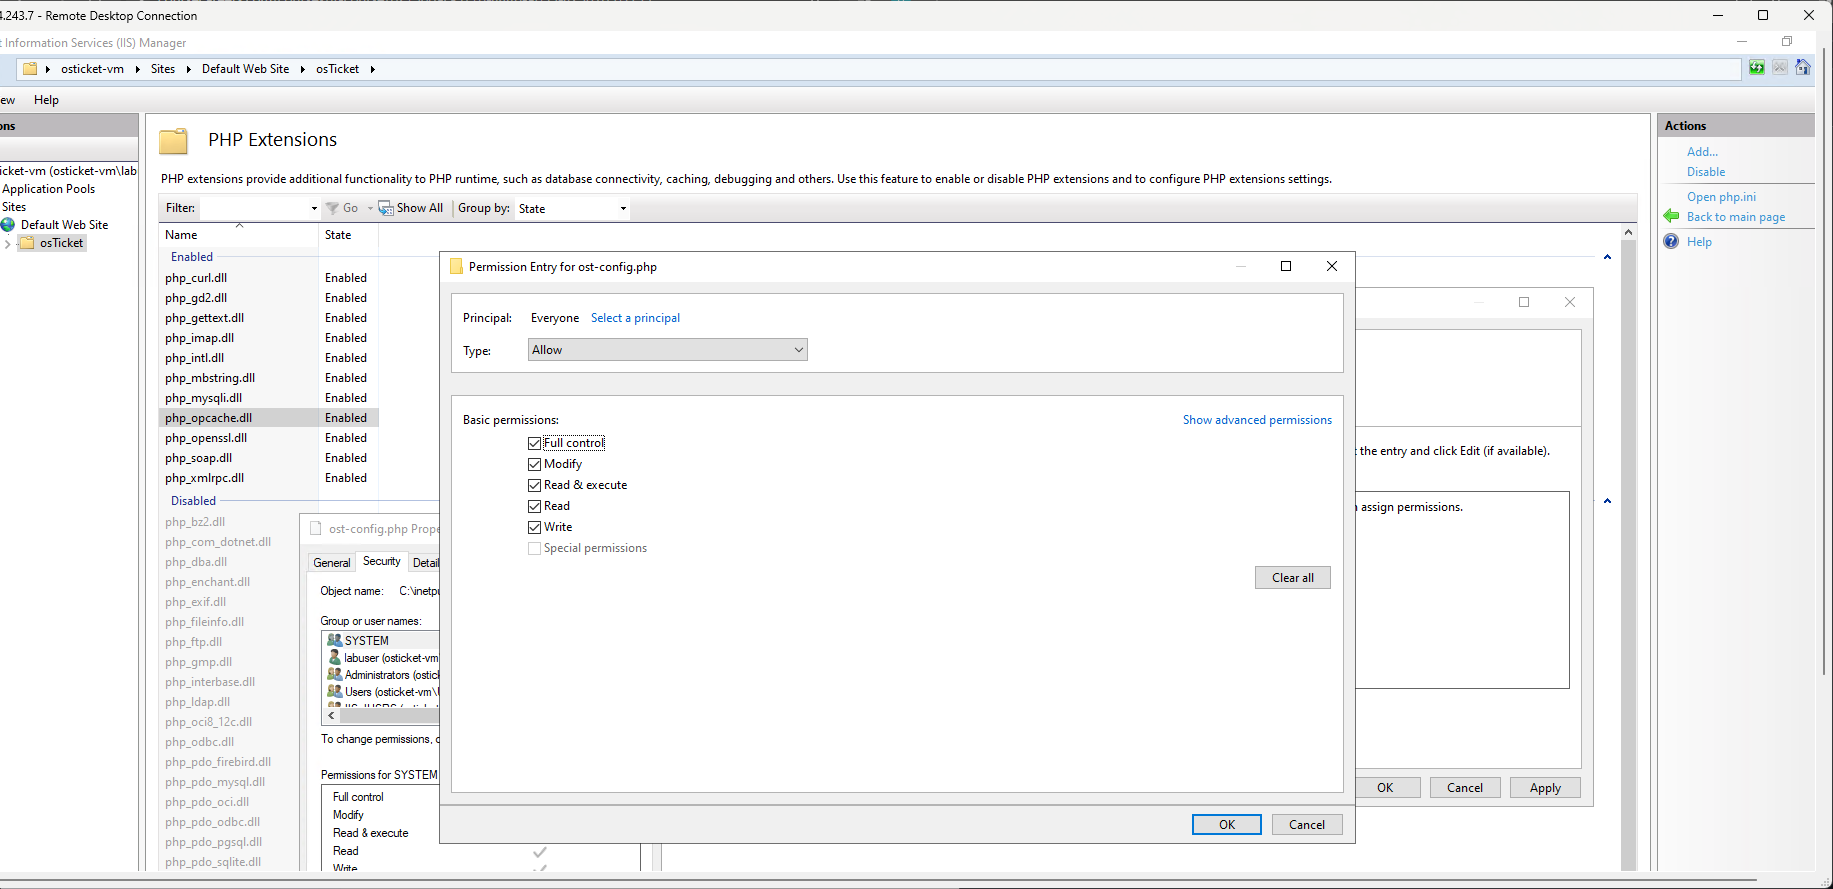 4.243.7 - Remote Desktop Connection
t Information Services (IIS) Manager
osticket-vm Sites Default Web Site osTicket
ew Help
ons
icket-vm (osticket-vm\lab
Application Pools
Sites
Default Web Site
osTicket
PHP Extensions
PHP extensions provide additional functionality to PHP runtime, such as database connectivity, caching, debugging and others. Use this feature to enable or disable PHP extensions and to configure PHP extensions settings.
Filter: Go Show All Group by: State
Name State
Enabled
php_curl.dll Enabled
php_gd2.dll Enabled
php_gettext.dll Enabled
php_imap.dll Enabled
php_intl.dll Enabled
php_mbstring.dll Enabled
php_mysqli.dll Enabled
php_opcache.dll Enabled
php_openssl.dll Enabled
php_soap.dll Enabled
php_xmlrpc.dll Enabled
Disabled
php_bz2.dll
php_com_dotnet.dll
php_dba.dll
php_enchant.dll
php_exif.dll
php_fileinfo.dll
php_ftp.dll
php_gmp.dll
php_interbase.dll
php_ldap.dll
php_oci8_12c.dll
php_odbc.dll
php_pdo_firebird.dll
php_pdo_mysql.dll
php_pdo_oci.dll
php_pdo_odbc.dll
php_pdo_pgsql.dll
php_pdo_sqlite.dll
ost-config.php Prope
General Security Detail
Object name: C:\inetpu
Group or user names:
SYSTEM
labuser (osticket-vm
Administrators (ostick
Users (osticket-vm\U
To change permissions, c
Permissions for SYSTEM
Full control
Modify
Read & execute
Read
Write
Permission Entry for ost-config.php
Principal: Everyone Select a principal
Type: Allow
Basic permissions: Show advanced permissions
Full control
Modify
Read & execute
Read
Write
Special permissions
Clear all
OK Cancel
t the entry and click Edit (if available).
assign permissions.
OK Cancel Apply
Actions
Add...
Disable
Open php.ini
Back to main page
Help